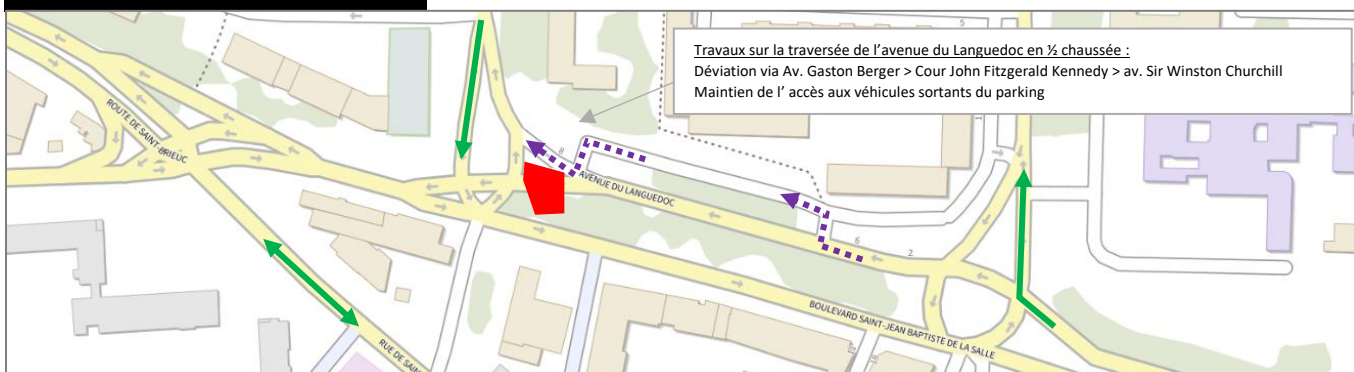 Travaux sur la traversée de l’avenue du Languedoc en ½ chaussée :
Déviation via Av. Gaston Berger > Cour John Fitzgerald Kennedy > av. Sir Winston Churchill
Maintien de l’ accès aux véhicules sortants du parking
5
1
ROUTE DE SAINT-BRIEUC
8
AVENUE DU LANGUEDOC
6
2
BOULEVARD SAINT-JEAN BAPTISTE DE LA SALLE
RUE DE SAIN
18